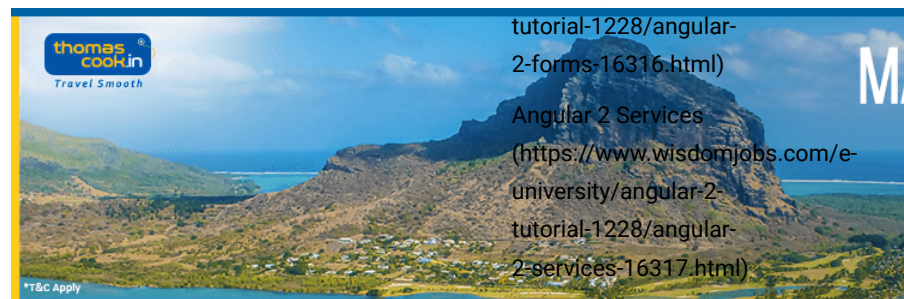 thomas
cook.in
Travel Smooth
tutorial-1228/angular-
2-forms-16316.html)
Angular 2 Services
(https://www.wisdomjobs.com/e-
university/angular-2-
tutorial-1228/angular-
2-services-16317.html)
*T&C Apply